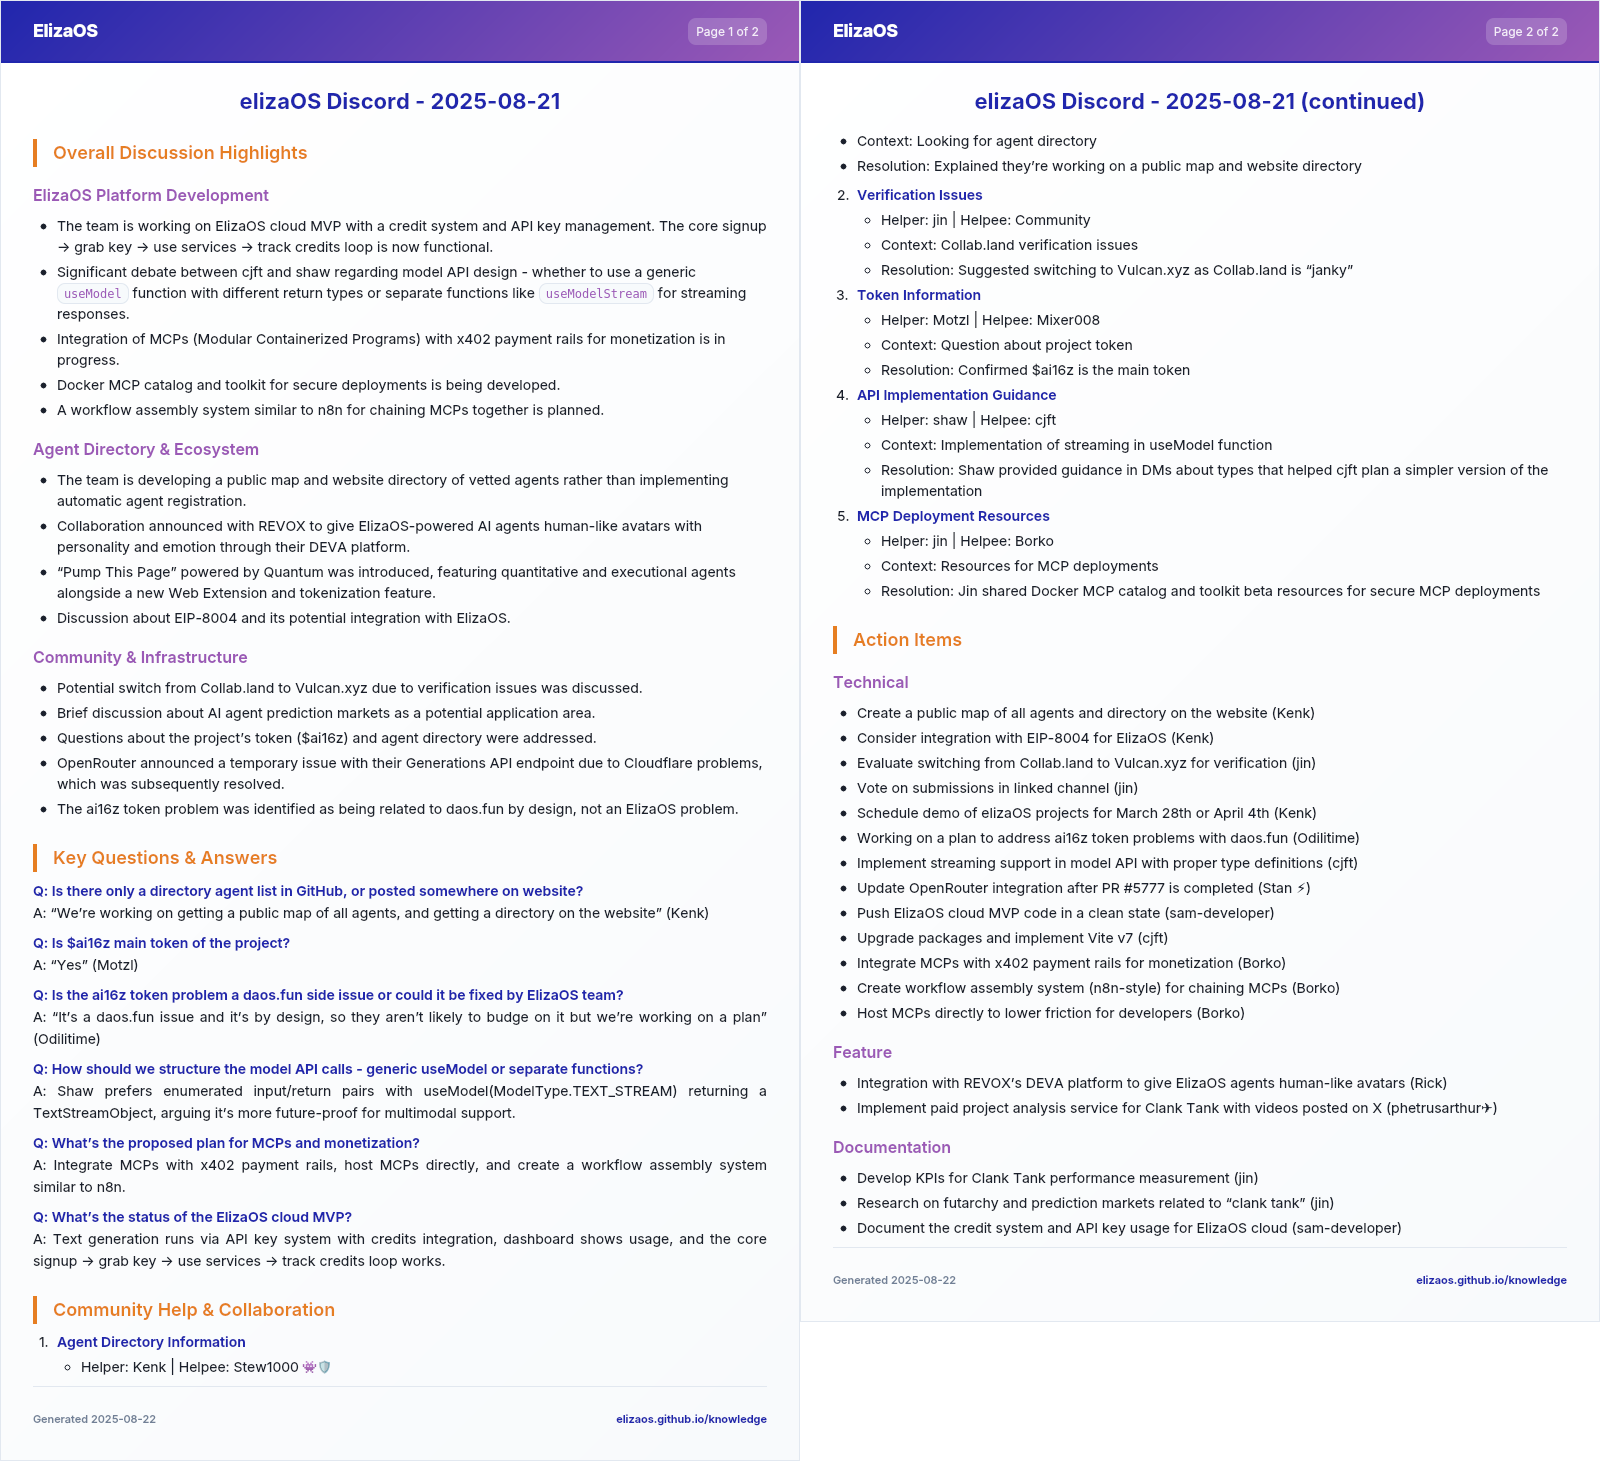 ElizaOS
Page 1 of 2
elizaOS Discord - 2025-08-21
Overall Discussion Highlights
ElizaOS Platform Development
• The team is working on ElizaOS cloud MVP with a credit system and API key management. The core signup
→ grab key → use services → track credits loop is now functional.
• Significant debate between cjft and shaw regarding model API design - whether to use a generic
useModel function with different return types or separate functions like useModelStream for streaming
responses.
• Integration of MCPs (Modular Containerized Programs) with x402 payment rails for monetization is in
progress.
• Docker MCP catalog and toolkit for secure deployments is being developed.
• A workflow assembly system similar to n8n for chaining MCPs together is planned.
Agent Directory & Ecosystem
• The team is developing a public map and website directory of vetted agents rather than implementing
automatic agent registration.
• Collaboration announced with REVOX to give ElizaOS-powered AI agents human-like avatars with
personality and emotion through their DEVA platform.
• “Pump This Page” powered by Quantum was introduced, featuring quantitative and executional agents
alongside a new Web Extension and tokenization feature.
• Discussion about EIP-8004 and its potential integration with ElizaOS.
Community & Infrastructure
• Potential switch from Collab.land to Vulcan.xyz due to verification issues was discussed.
• Brief discussion about AI agent prediction markets as a potential application area.
• Questions about the project’s token ($ai16z) and agent directory were addressed.
• OpenRouter announced a temporary issue with their Generations API endpoint due to Cloudflare problems,
which was subsequently resolved.
• The ai16z token problem was identified as being related to daos.fun by design, not an ElizaOS problem.
Key Questions & Answers
Q: Is there only a directory agent list in GitHub, or posted somewhere on website?
A: “We’re working on getting a public map of all agents, and getting a directory on the website” (Kenk)
Q: Is $ai16z main token of the project?
A: “Yes” (Motzl)
Q: Is the ai16z token problem a daos.fun side issue or could it be fixed by ElizaOS team?
A: “It’s a daos.fun issue and it’s by design, so they aren’t likely to budge on it but we’re working on a plan”
(Odilitime)
Q: How should we structure the model API calls - generic useModel or separate functions?
A: Shaw prefers enumerated input/return pairs with useModel(ModelType.TEXT_STREAM) returning a
TextStreamObject, arguing it’s more future-proof for multimodal support.
Q: What’s the proposed plan for MCPs and monetization?
A: Integrate MCPs with x402 payment rails, host MCPs directly, and create a workflow assembly system
similar to n8n.
Q: What’s the status of the ElizaOS cloud MVP?
A: Text generation runs via API key system with credits integration, dashboard shows usage, and the core
signup → grab key → use services → track credits loop works.
Community Help & Collaboration
1. Agent Directory Information
◦ Helper: Kenk | Helpee: Stew1000 👾🛡️
Generated 2025-08-22
elizaos.github.io/knowledge
ElizaOS
Page 2 of 2
elizaOS Discord - 2025-08-21 (continued)
• Context: Looking for agent directory
• Resolution: Explained they’re working on a public map and website directory
2. Verification Issues
◦ Helper: jin | Helpee: Community
◦ Context: Collab.land verification issues
◦ Resolution: Suggested switching to Vulcan.xyz as Collab.land is “janky”
3. Token Information
◦ Helper: Motzl | Helpee: Mixer008
◦ Context: Question about project token
◦ Resolution: Confirmed $ai16z is the main token
4. API Implementation Guidance
◦ Helper: shaw | Helpee: cjft
◦ Context: Implementation of streaming in useModel function
◦ Resolution: Shaw provided guidance in DMs about types that helped cjft plan a simpler version of the
implementation
5. MCP Deployment Resources
◦ Helper: jin | Helpee: Borko
◦ Context: Resources for MCP deployments
◦ Resolution: Jin shared Docker MCP catalog and toolkit beta resources for secure MCP deployments
Action Items
Technical
• Create a public map of all agents and directory on the website (Kenk)
• Consider integration with EIP-8004 for ElizaOS (Kenk)
• Evaluate switching from Collab.land to Vulcan.xyz for verification (jin)
• Vote on submissions in linked channel (jin)
• Schedule demo of elizaOS projects for March 28th or April 4th (Kenk)
• Working on a plan to address ai16z token problems with daos.fun (Odilitime)
• Implement streaming support in model API with proper type definitions (cjft)
• Update OpenRouter integration after PR #5777 is completed (Stan ⚡)
• Push ElizaOS cloud MVP code in a clean state (sam-developer)
• Upgrade packages and implement Vite v7 (cjft)
• Integrate MCPs with x402 payment rails for monetization (Borko)
• Create workflow assembly system (n8n-style) for chaining MCPs (Borko)
• Host MCPs directly to lower friction for developers (Borko)
Feature
• Integration with REVOX’s DEVA platform to give ElizaOS agents human-like avatars (Rick)
• Implement paid project analysis service for Clank Tank with videos posted on X (phetrusarthur✈)
Documentation
• Develop KPIs for Clank Tank performance measurement (jin)
• Research on futarchy and prediction markets related to “clank tank” (jin)
• Document the credit system and API key usage for ElizaOS cloud (sam-developer)
Generated 2025-08-22
elizaos.github.io/knowledge